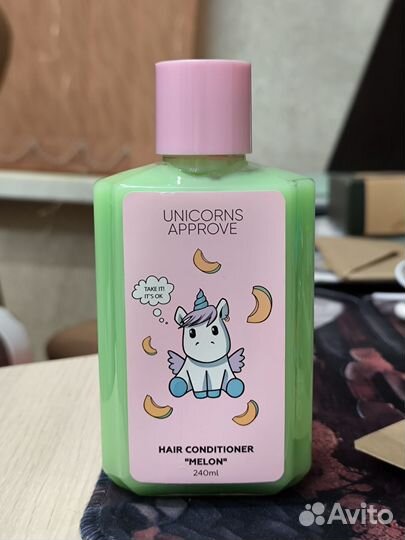 UNICORNS
APPROVE
TAKE IT!
IT'S OK
HAIR CONDITIONER
"MELON"
240ml
Avito